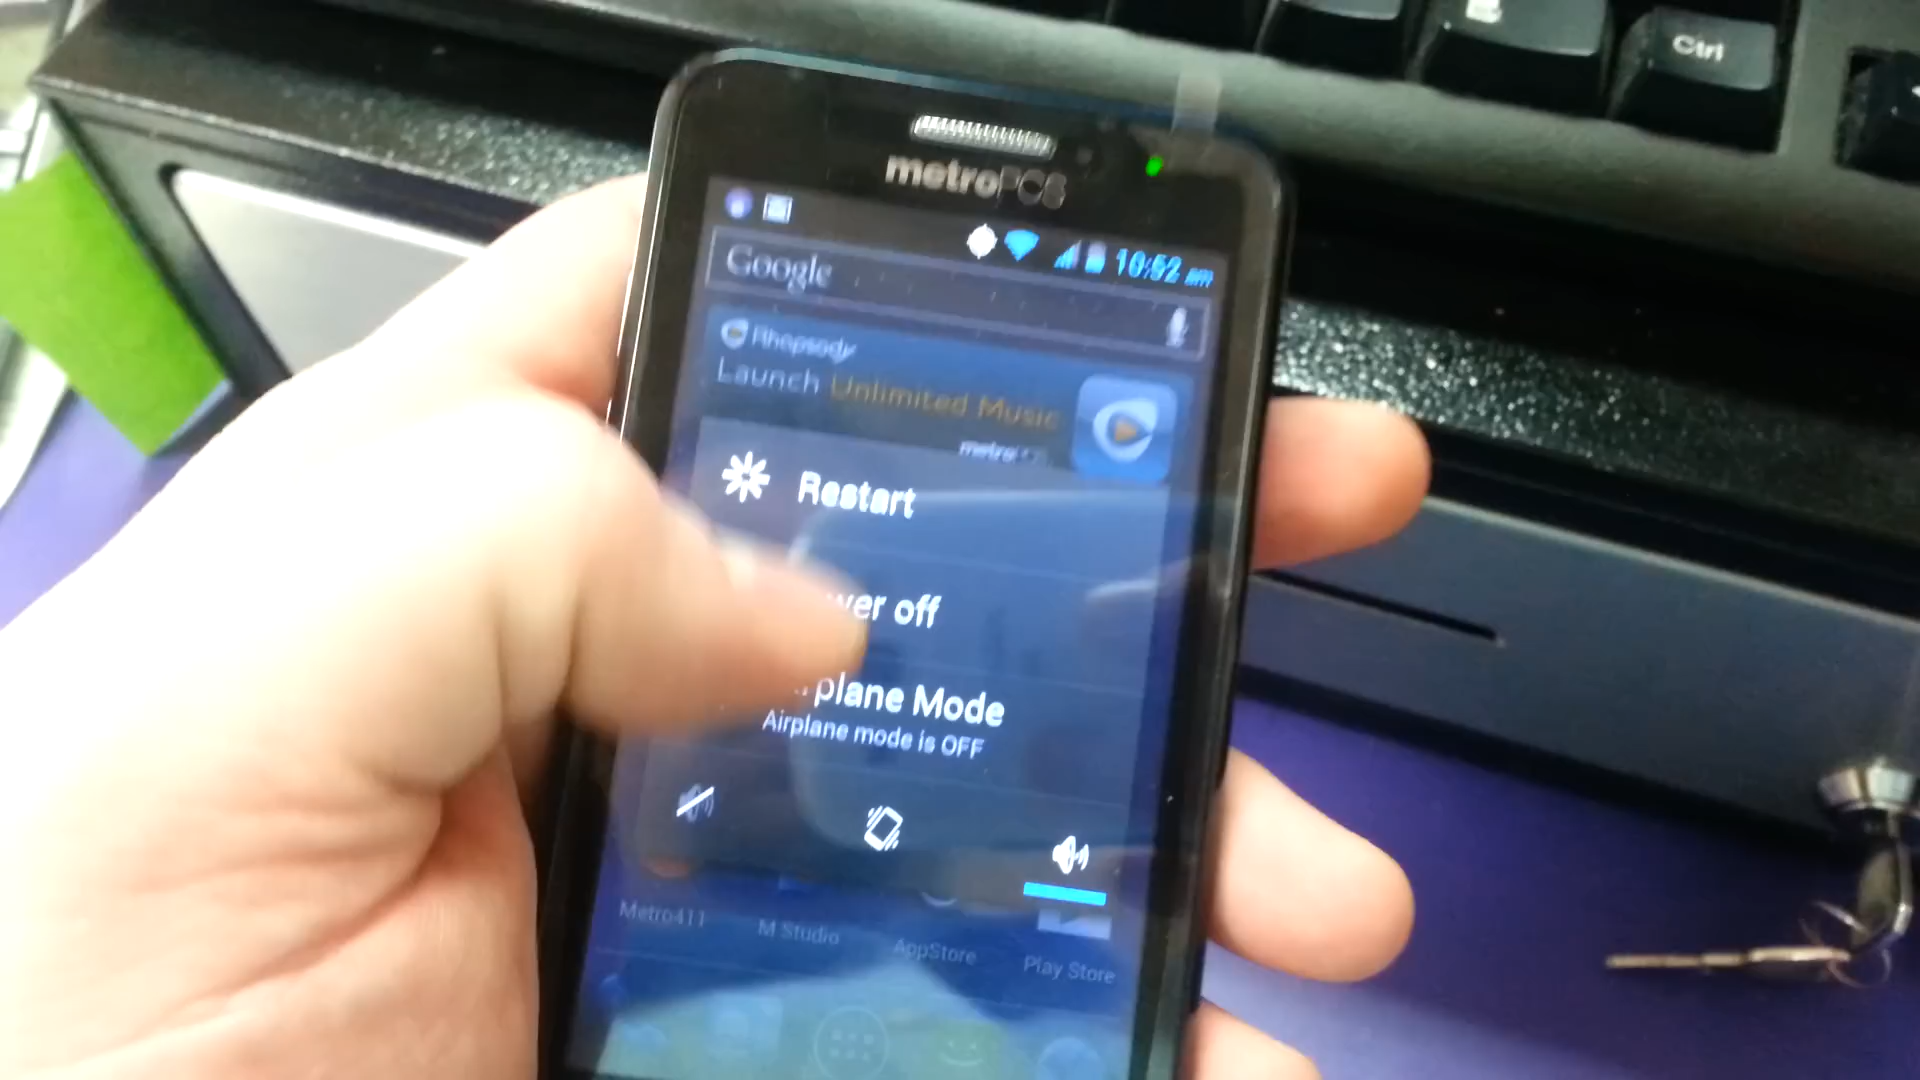 Ctrl
metroPCS
10:52 am
Google
Rhapsody
Launch Unlimited Music
metro
Restart
wer off
plane Mode
Airplane mode is OFF
Metro411
M Studio
AppStore
Play Store